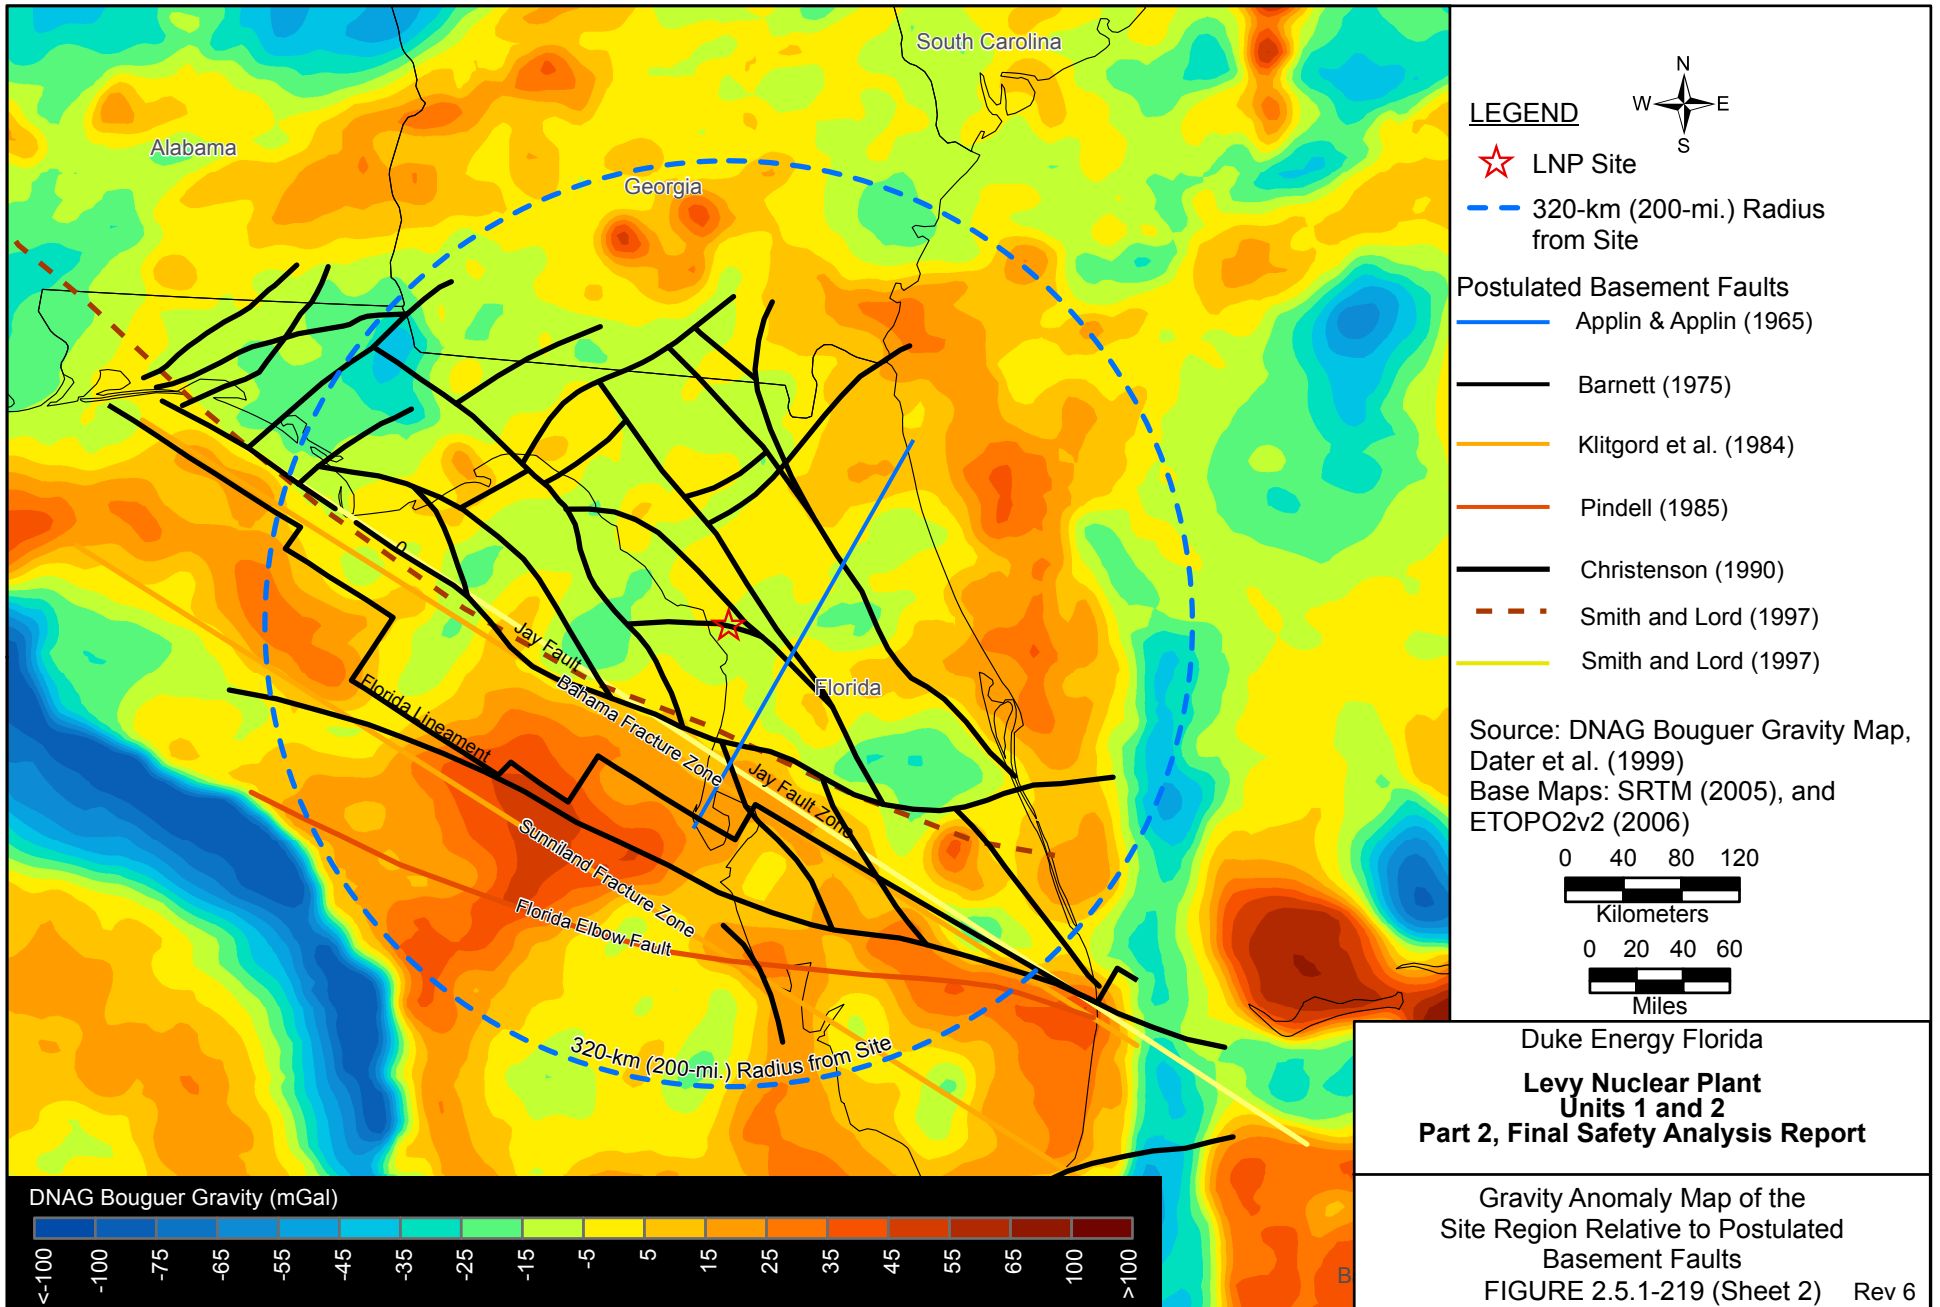 South Carolina
Alabama
Georgia
Florida
Jay Fault
Bahama Fracture Zone
Florida Lineament
Jay Fault Zone
Sunniland Fracture Zone
Florida Elbow Fault
320-km (200-mi.) Radius from Site
0
N
W E
S
LEGEND
LNP Site
320-km (200-mi.) Radius
from Site
Postulated Basement Faults
Applin & Applin (1965)
Barnett (1975)
Klitgord et al. (1984)
Pindell (1985)
Christenson (1990)
Smith and Lord (1997)
Smith and Lord (1997)
Source: DNAG Bouguer Gravity Map,
Dater et al. (1999)
Base Maps: SRTM (2005), and
ETOPO2v2 (2006)
0 40 80 120
Kilometers
0 20 40 60
Miles
Duke Energy Florida
Levy Nuclear Plant
Units 1 and 2
Part 2, Final Safety Analysis Report
Gravity Anomaly Map of the
Site Region Relative to Postulated
Basement Faults
FIGURE 2.5.1-219 (Sheet 2) Rev 6
DNAG Bouguer Gravity (mGal)
<-100 -100 -75 -65 -55 -45 -35 -25 -15 -5 5 15 25 35 45 55 65 100 >100